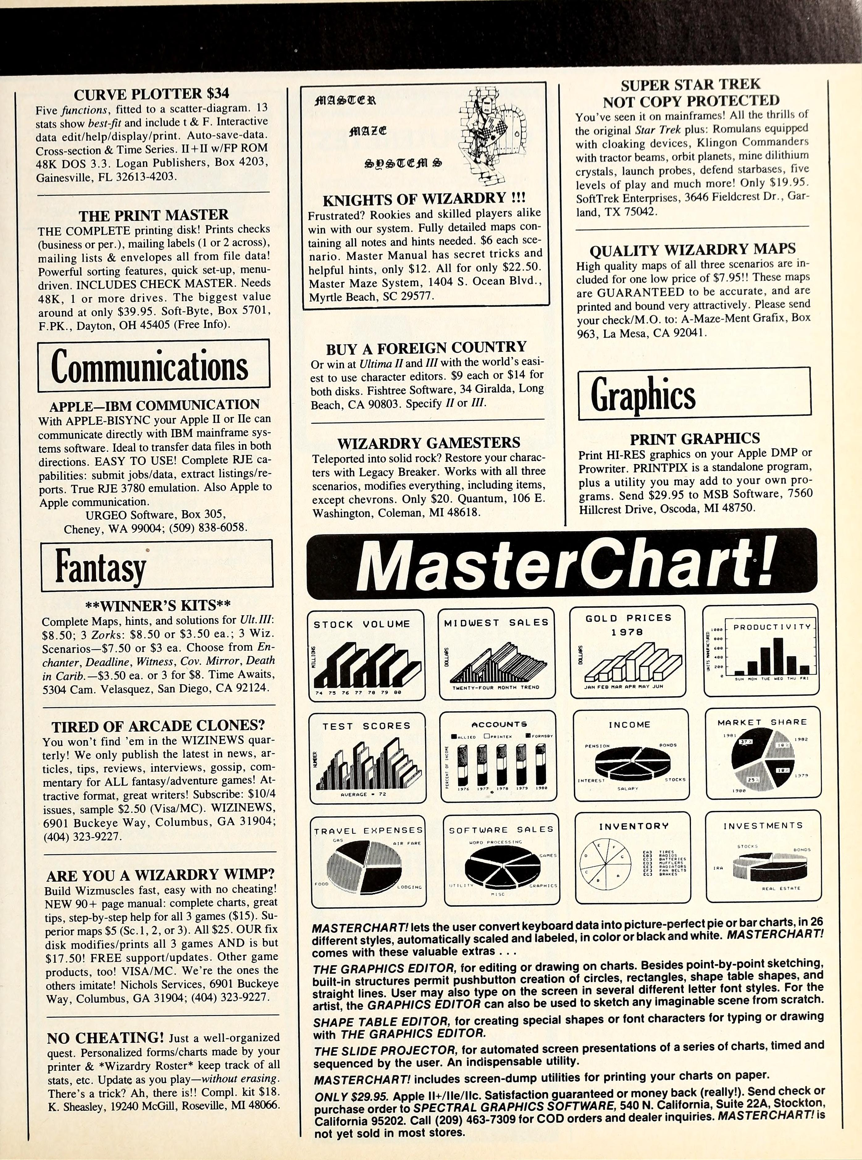 CURVE PLOTTER $34
Five functions, fitted to a scatter-diagram. 13
stats show best-fit and include t & F. Interactive
data edit/help/display/print. Auto-save-data.
Cross-section & Time Series. II+II w/FP ROM
48K DOS 3.3. Logan Publishers, Box 4203,
Gainesville, FL 32613-4203.
THE PRINT MASTER
THE COMPLETE printing disk! Prints checks
(business or per.), mailing labels (1 or 2 across),
mailing lists & envelopes all from file data!
Powerful sorting features, quick set-up, menu-
driven. INCLUDES CHECK MASTER. Needs
48K, 1 or more drives. The biggest value
around at only $39.95. Soft-Byte, Box 5701,
F.PK., Dayton, OH 45405 (Free Info).
Communications
APPLE—IBM COMMUNICATION
With APPLE-BISYNC your Apple II or IIe can
communicate directly with IBM mainframe sys-
tems software. Ideal to transfer data files in both
directions. EASY TO USE! Complete RJE ca-
pabilities: submit jobs/data, extract listings/re-
ports. True RJE 3780 emulation. Also Apple to
Apple communication.
URGEO Software, Box 305,
Cheney, WA 99004; (509) 838-6058.
Fantasy
**WINNER'S KITS**
Complete Maps, hints, and solutions for Ult.III:
$8.50; 3 Zorks: $8.50 or $3.50 ea.; 3 Wiz.
Scenarios—$7.50 or $3 ea. Choose from En-
chanter, Deadline, Witness, Cov. Mirror, Death
in Carib.—$3.50 ea. or 3 for $8. Time Awaits,
5304 Cam. Velasquez, San Diego, CA 92124.
TIRED OF ARCADE CLONES?
You won't find 'em in the WIZINEWS quar-
terly! We only publish the latest in news, ar-
ticles, tips, reviews, interviews, gossip, com-
mentary for ALL fantasy/adventure games! At-
tractive format, great writers! Subscribe: $10/4
issues, sample $2.50 (Visa/MC). WIZINEWS,
6901 Buckeye Way, Columbus, GA 31904;
(404) 323-9227.
ARE YOU A WIZARDRY WIMP?
Build Wizmuscles fast, easy with no cheating!
NEW 90+ page manual: complete charts, great
tips, step-by-step help for all 3 games ($15). Su-
perior maps $5 (Sc.1, 2, or 3). All $25. OUR fix
disk modifies/prints all 3 games AND is but
$17.50! FREE support/updates. Other game
products, too! VISA/MC. We're the ones the
others imitate! Nichols Services, 6901 Buckeye
Way, Columbus, GA 31904; (404) 323-9227.
NO CHEATING! Just a well-organized
quest. Personalized forms/charts made by your
printer & *Wizardry Roster* keep track of all
stats, etc. Update as you play—without erasing.
There's a trick? Ah, there is!! Compl. kit $18.
K. Sheasley, 19240 McGill, Roseville, MI 48066.
MASTER
MAZE
SYSTEMS
KNIGHTS OF WIZARDRY !!!
Frustrated? Rookies and skilled players alike
win with our system. Fully detailed maps con-
taining all notes and hints needed. $6 each sce-
nario. Master Manual has secret tricks and
helpful hints, only $12. All for only $22.50.
Master Maze System, 1404 S. Ocean Blvd.,
Myrtle Beach, SC 29577.
BUY A FOREIGN COUNTRY
Or win at Ultima II and III with the world's easi-
est to use character editors. $9 each or $14 for
both disks. Fishtree Software, 34 Giralda, Long
Beach, CA 90803. Specify II or III.
WIZARDRY GAMESTERS
Teleported into solid rock? Restore your charac-
ters with Legacy Breaker. Works with all three
scenarios, modifies everything, including items,
except chevrons. Only $20. Quantum, 106 E.
Washington, Coleman, MI 48618.
SUPER STAR TREK
NOT COPY PROTECTED
You've seen it on mainframes! All the thrills of
the original Star Trek plus: Romulans equipped
with cloaking devices, Klingon Commanders
with tractor beams, orbit planets, mine dilithium
crystals, launch probes, defend starbases, five
levels of play and much more! Only $19.95.
SoftTrek Enterprises, 3646 Fieldcrest Dr., Gar-
land, TX 75042.
QUALITY WIZARDRY MAPS
High quality maps of all three scenarios are in-
cluded for one low price of $7.95!! These maps
are GUARANTEED to be accurate, and are
printed and bound very attractively. Please send
your check/M.O. to: A-Maze-Ment Grafix, Box
963, La Mesa, CA 92041.
Graphics
PRINT GRAPHICS
Print HI-RES graphics on your Apple DMP or
Prowriter. PRINTPIX is a standalone program,
plus a utility you may add to your own pro-
grams. Send $29.95 to MSB Software, 7560
Hillcrest Drive, Oscoda, MI 48750.
MasterChart!
STOCK VOLUME
MILLIONS
74 75 76 77 78 79 80
MIDWEST SALES
DOLLARS
TWENTY-FOUR MONTH TREND
GOLD PRICES
1978
DOLLARS
JAN FEB MAR APR MAY JUN
PRODUCTIVITY
UNITS MANUFACTURED
1000
800
600
400
200
0
SUN MON TUE WED THU FRI
TEST SCORES
NUMBER
AVERAGE = 72
ACCOUNTS
ALLIED PRINTEK FORMSBY
PERCENT OF INCOME
1976 1977 1978 1979 1980
INCOME
PENSION BONDS
INTEREST STOCKS
SALARY
MARKET SHARE
1981 1982
1979
1980
TRAVEL EXPENSES
GAS AIR FARE
FOOD LODGING
SOFTWARE SALES
WORD PROCESSING
GAMES
UTILITY GRAPHICS
MISC
INVENTORY
(A) TIRES
(B) RADIOS
(C) BATTERIES
(D) MUFFLERS
(E) RADIATORS
(F) FAN BELTS
(G) BRAKES
INVESTMENTS
STOCKS BONDS
IRA
REAL ESTATE
MASTERCHART! lets the user convert keyboard data into picture-perfect pie or bar charts, in 26
different styles, automatically scaled and labeled, in color or black and white. MASTERCHART!
comes with these valuable extras . . .
THE GRAPHICS EDITOR, for editing or drawing on charts. Besides point-by-point sketching,
built-in structures permit pushbutton creation of circles, rectangles, shape table shapes, and
straight lines. User may also type on the screen in several different letter font styles. For the
artist, the GRAPHICS EDITOR can also be used to sketch any imaginable scene from scratch.
SHAPE TABLE EDITOR, for creating special shapes or font characters for typing or drawing
with THE GRAPHICS EDITOR.
THE SLIDE PROJECTOR, for automated screen presentations of a series of charts, timed and
sequenced by the user. An indispensable utility.
MASTERCHART! includes screen-dump utilities for printing your charts on paper.
ONLY $29.95. Apple II+/IIe/IIc. Satisfaction guaranteed or money back (really!). Send check or
purchase order to SPECTRAL GRAPHICS SOFTWARE, 540 N. California, Suite 22A, Stockton,
California 95202. Call (209) 463-7309 for COD orders and dealer inquiries. MASTERCHART! is
not yet sold in most stores.